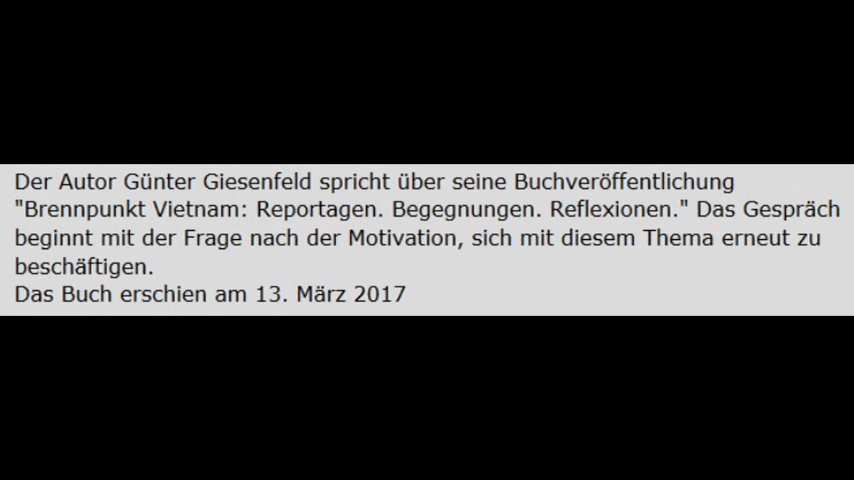 Der Autor Günter Giesenfeld spricht über seine Buchveröffentlichung
"Brennpunkt Vietnam: Reportagen. Begegnungen. Reflexionen." Das Gespräch
beginnt mit der Frage nach der Motivation, sich mit diesem Thema erneut zu
beschäftigen.
Das Buch erschien am 13. März 2017